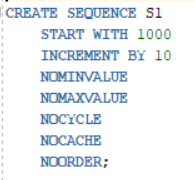 CREATE SEQUENCE S1
START WITH 1000
INCREMENT BY 10
NOMINVALUE
NOMAXVALUE
NOCYCLE
NOCACHE
NOORDER;